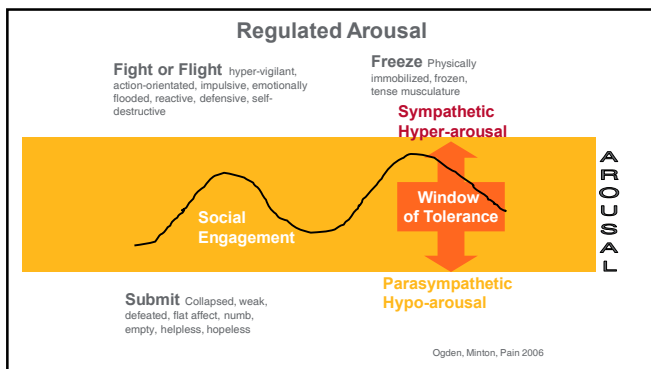 Regulated Arousal
Fight or Flight hyper-vigilant,
action-orientated, impulsive, emotionally
flooded, reactive, defensive, self-
destructive
Freeze Physically
immobilized, frozen,
tense musculature
Sympathetic
Hyper-arousal
Social
Engagement
Window
of Tolerance
AROUSAL
Parasympathetic
Hypo-arousal
Submit Collapsed, weak,
defeated, flat affect, numb,
empty, helpless, hopeless
Ogden, Minton, Pain 2006